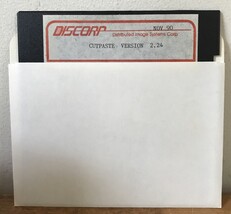 DISCORP
NOV. 90
Distributed Image Systems Corp.
CUTPASTE VERSION 2.24